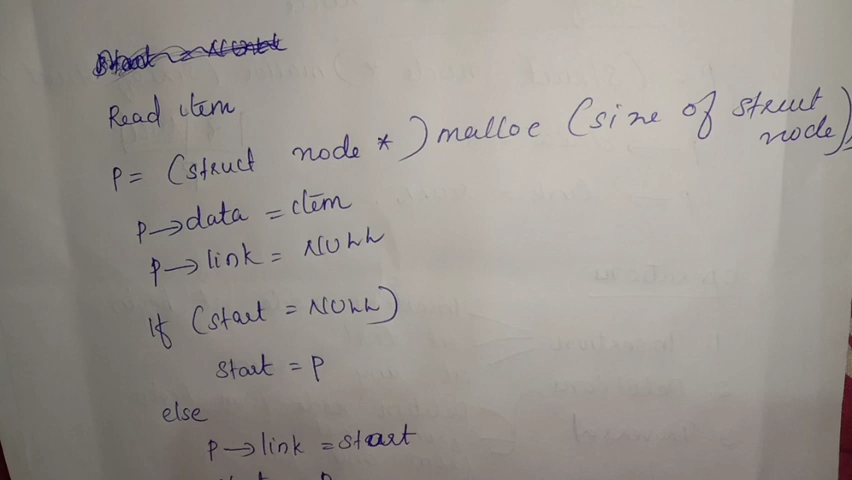 Read item
P = (struct node *) malloc (size of struct
node),
P → data = item
P → link = NULL
If (start = NULL)
start = P
else
P → link = start